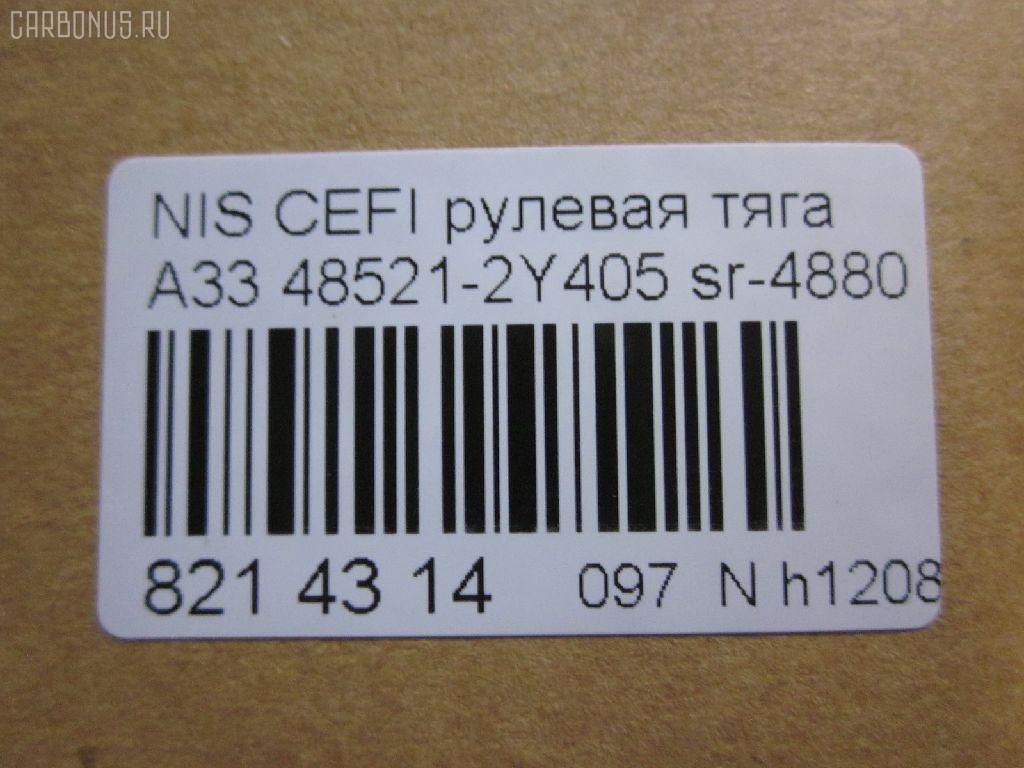 CARBONUS.RU
NIS CEFI рулевая тяга
A33 48521-2Y405 sr-4880
821 43 14 097 N h1208